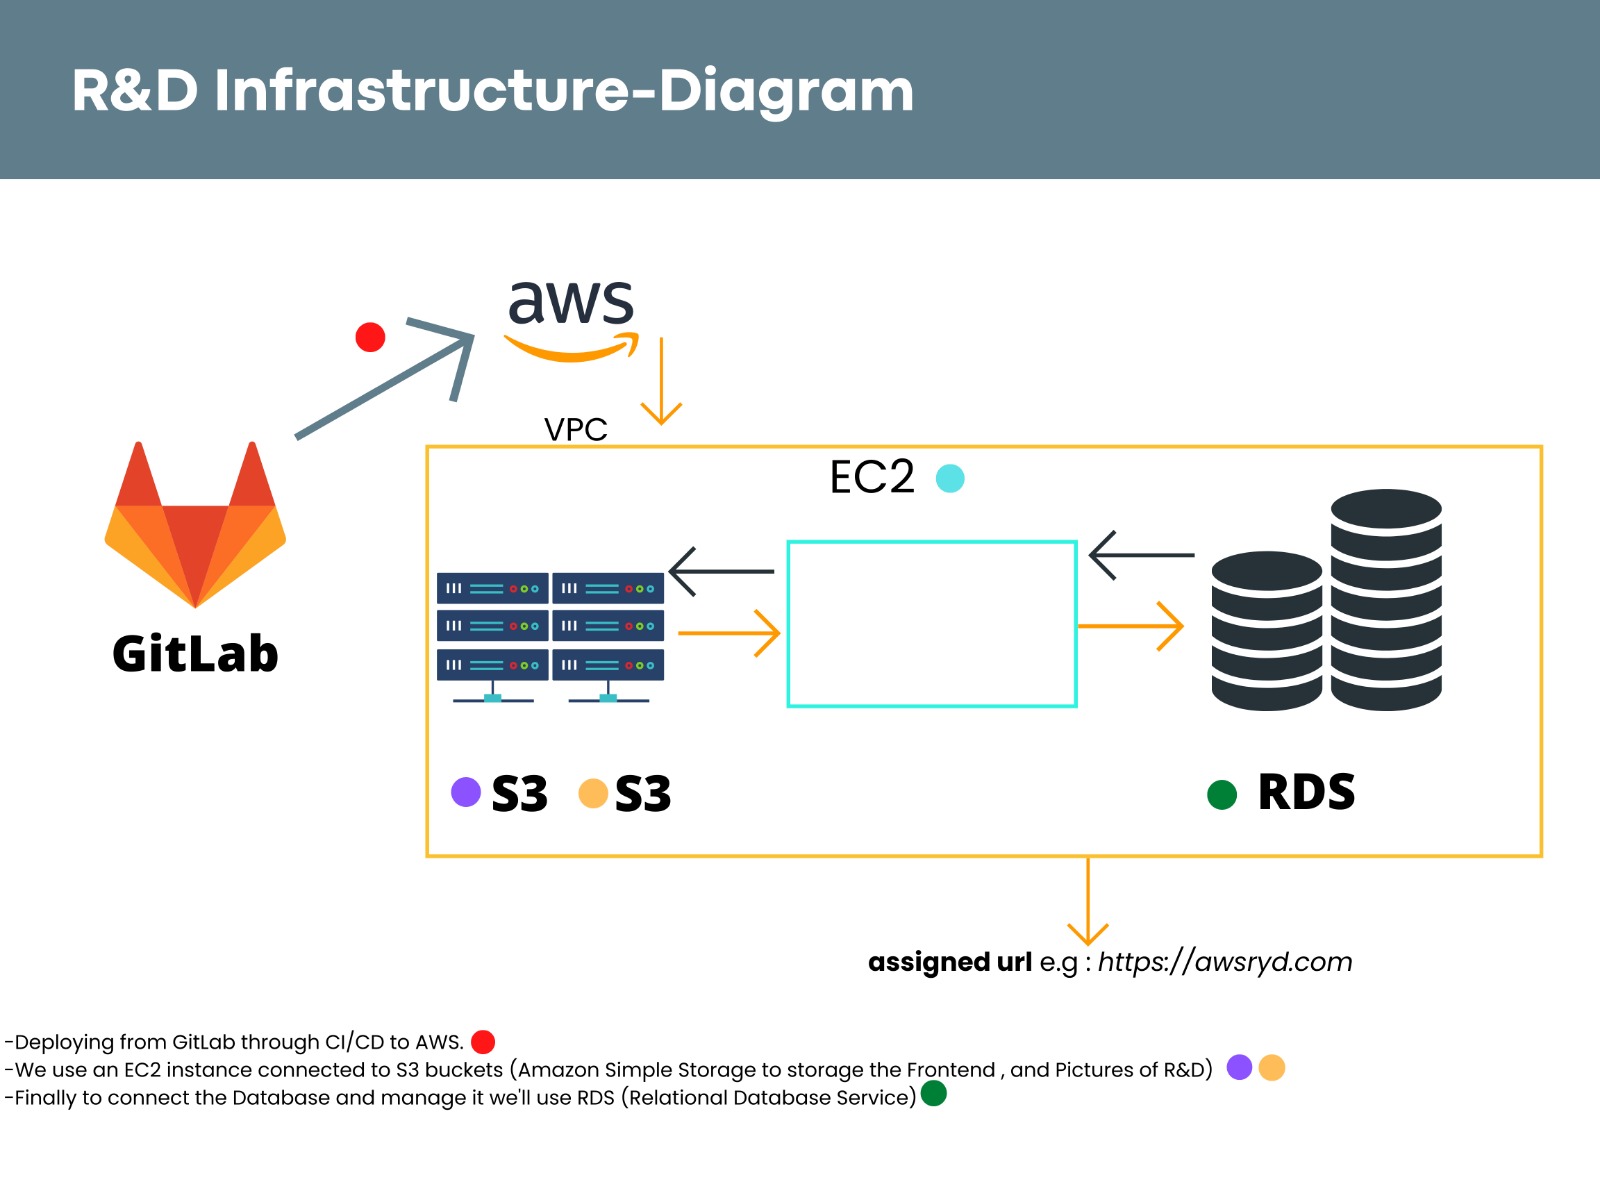 R&D Infrastructure-Diagram
aws
VPC
EC2
GitLab
S3 S3
RDS
assigned url e.g : https://awsryd.com
-Deploying from GitLab through CI/CD to AWS.
-We use an EC2 instance connected to S3 buckets (Amazon Simple Storage to storage the Frontend , and Pictures of R&D)
-Finally to connect the Database and manage it we'll use RDS (Relational Database Service)